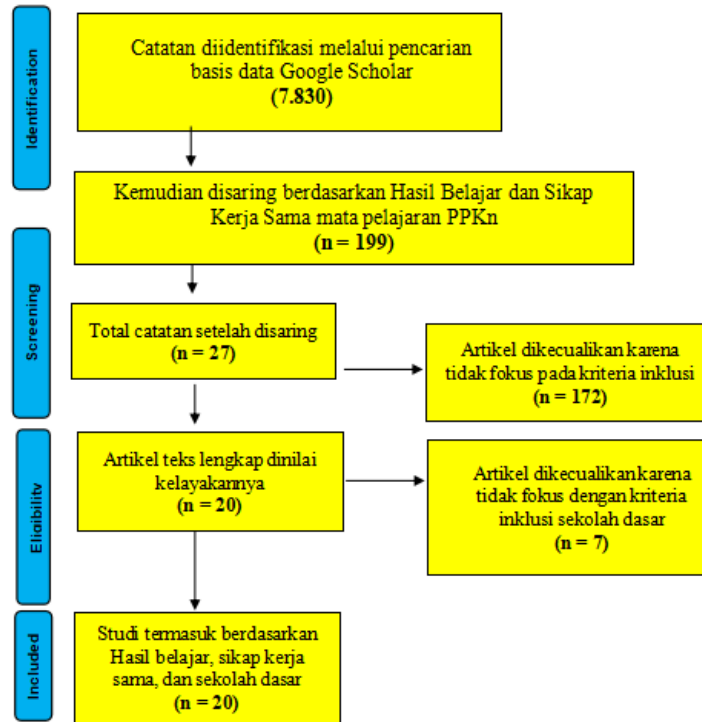 Identification
Catatan diidentifikasi melalui pencarian
basis data Google Scholar
(7.830)
Kemudian disaring berdasarkan Hasil Belajar dan Sikap
Kerja Sama mata pelajaran PPKn
(n = 199)
Screening
Total catatan setelah disaring
(n = 27)
Artikel dikecualikan karena
tidak fokus pada kriteria inklusi
(n = 172)
Eligibility
Artikel teks lengkap dinilai
kelayakannya
(n = 20)
Artikel dikecualikan karena
tidak fokus dengan kriteria
inklusi sekolah dasar
(n = 7)
Included
Studi termasuk berdasarkan
Hasil belajar, sikap kerja
sama, dan sekolah dasar
(n = 20)